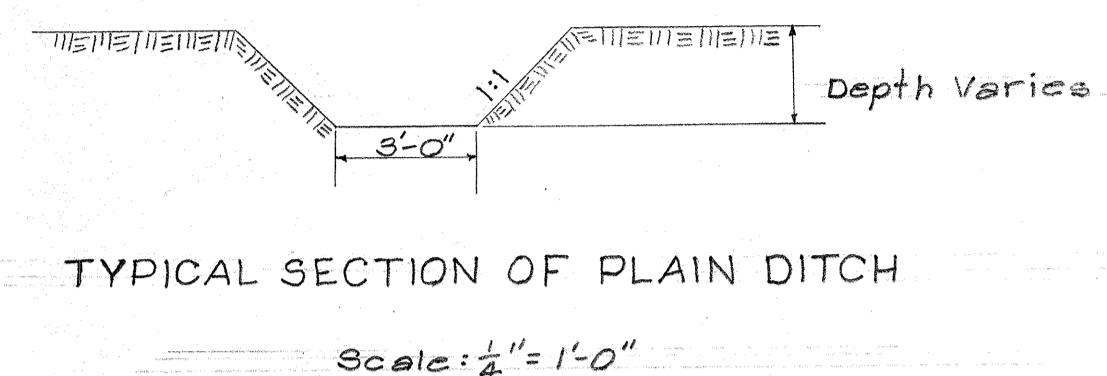 1:1
Depth Varies
3'-0"
TYPICAL SECTION OF PLAIN DITCH
Scale: 1/4" = 1'-0"